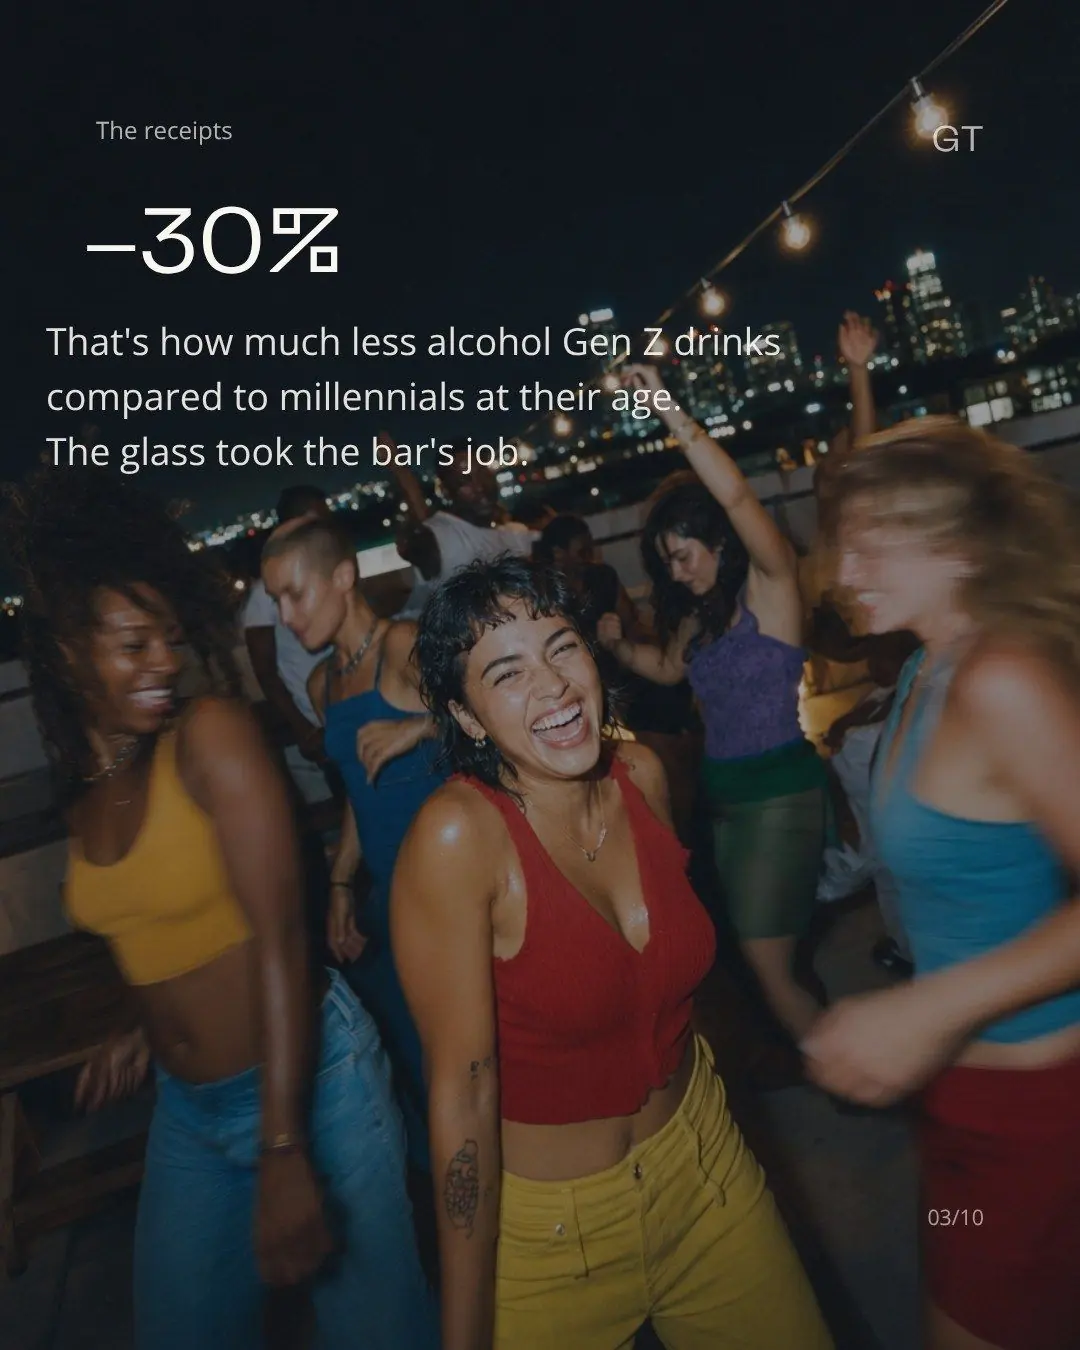 The receipts
GT
–30%
That's how much less alcohol Gen Z drinks
compared to millennials at their age.
The glass took the bar's job.
03/10